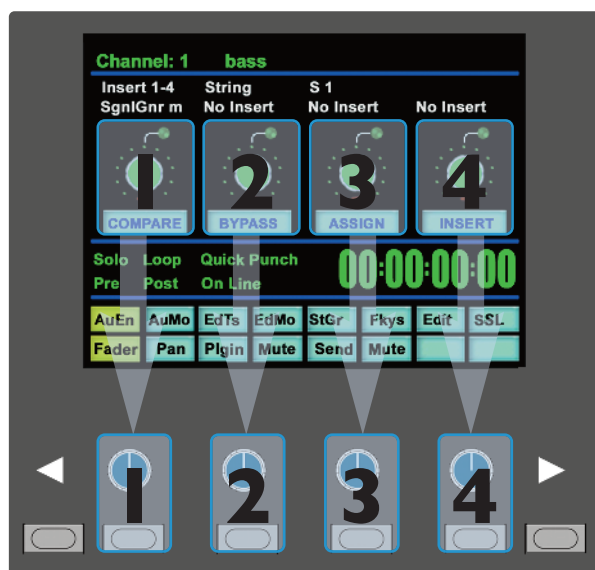 Channel: 1 bass
Insert 1-4 String S 1
SgnlGnr m No Insert No Insert No Insert
1 2 3 4
COMPARE BYPASS ASSIGN INSERT
Solo Loop Quick Punch
Pre Post On Line
00:00:00:00
AuEn AuMo EdTs EdMo StGr Fkys Edit SSL
Fader Pan Plgin Mute Send Mute
1 2 3 4